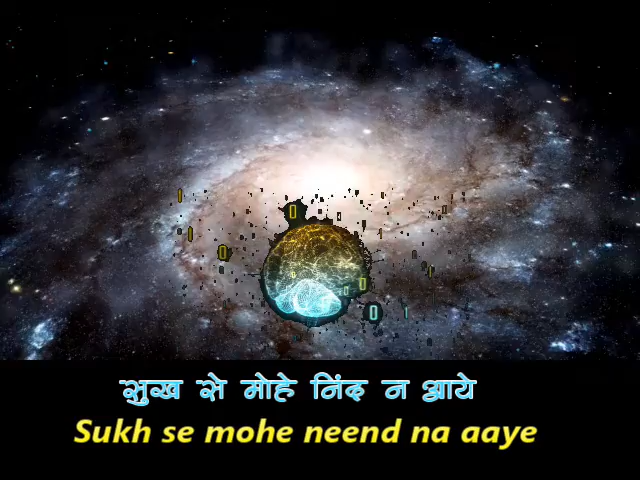 सुख से मोहे निंद न आये
Sukh se mohe neend na aaye